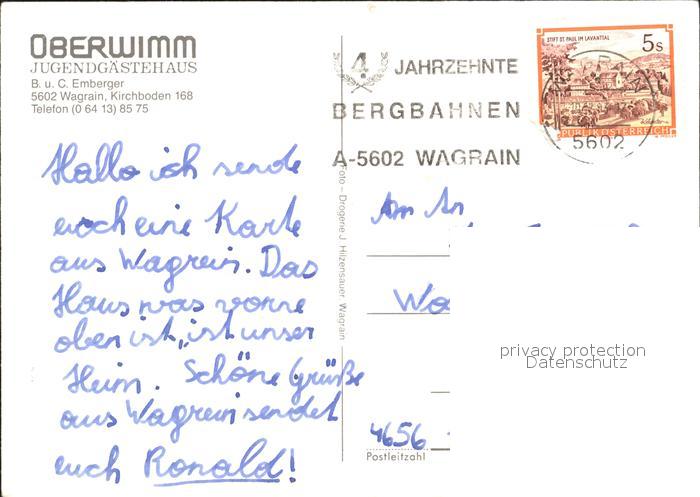 OBERWIMM
JUGENDGÄSTEHAUS
B. u. C. Emberger
5602 Wagrain, Kirchboden 168
Telefon (0 64 13) 85 75
4. JAHRZEHNTE
BERGBAHNEN
A-5602 WAGRAIN
STIFT ST. PAUL IM LAVANTTAL
5s
REPUBLIK ÖSTERREICH
5602
Hallo ich sende
euch eine Karte
aus Wagrein. Das
Haus was vorne
oben ist, ist unser
Heim. Schöne Grüße
aus Wagrein sendet
euch Ronald!
Foto - Drogerie J. Hilzensauer, Wagrain
4656
Postleitzahl
privacy protection
Datenschutz